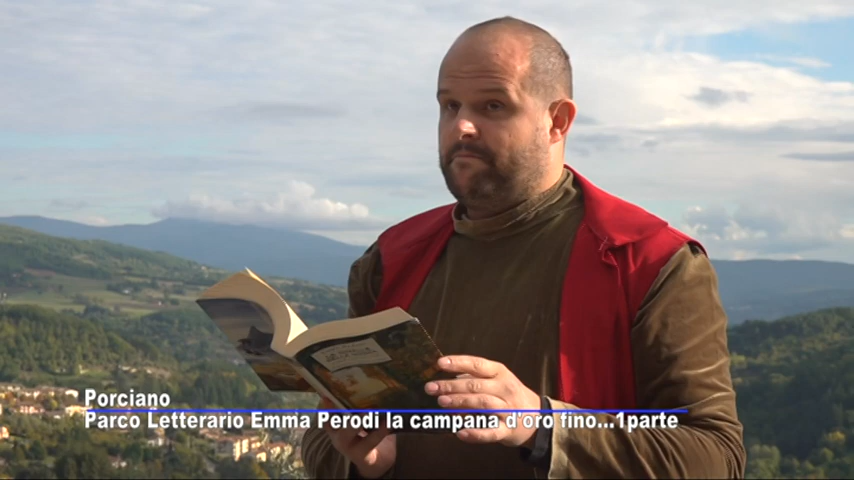 Porciano
Parco Letterario Emma Perodi la campana d'oro fino...1parte